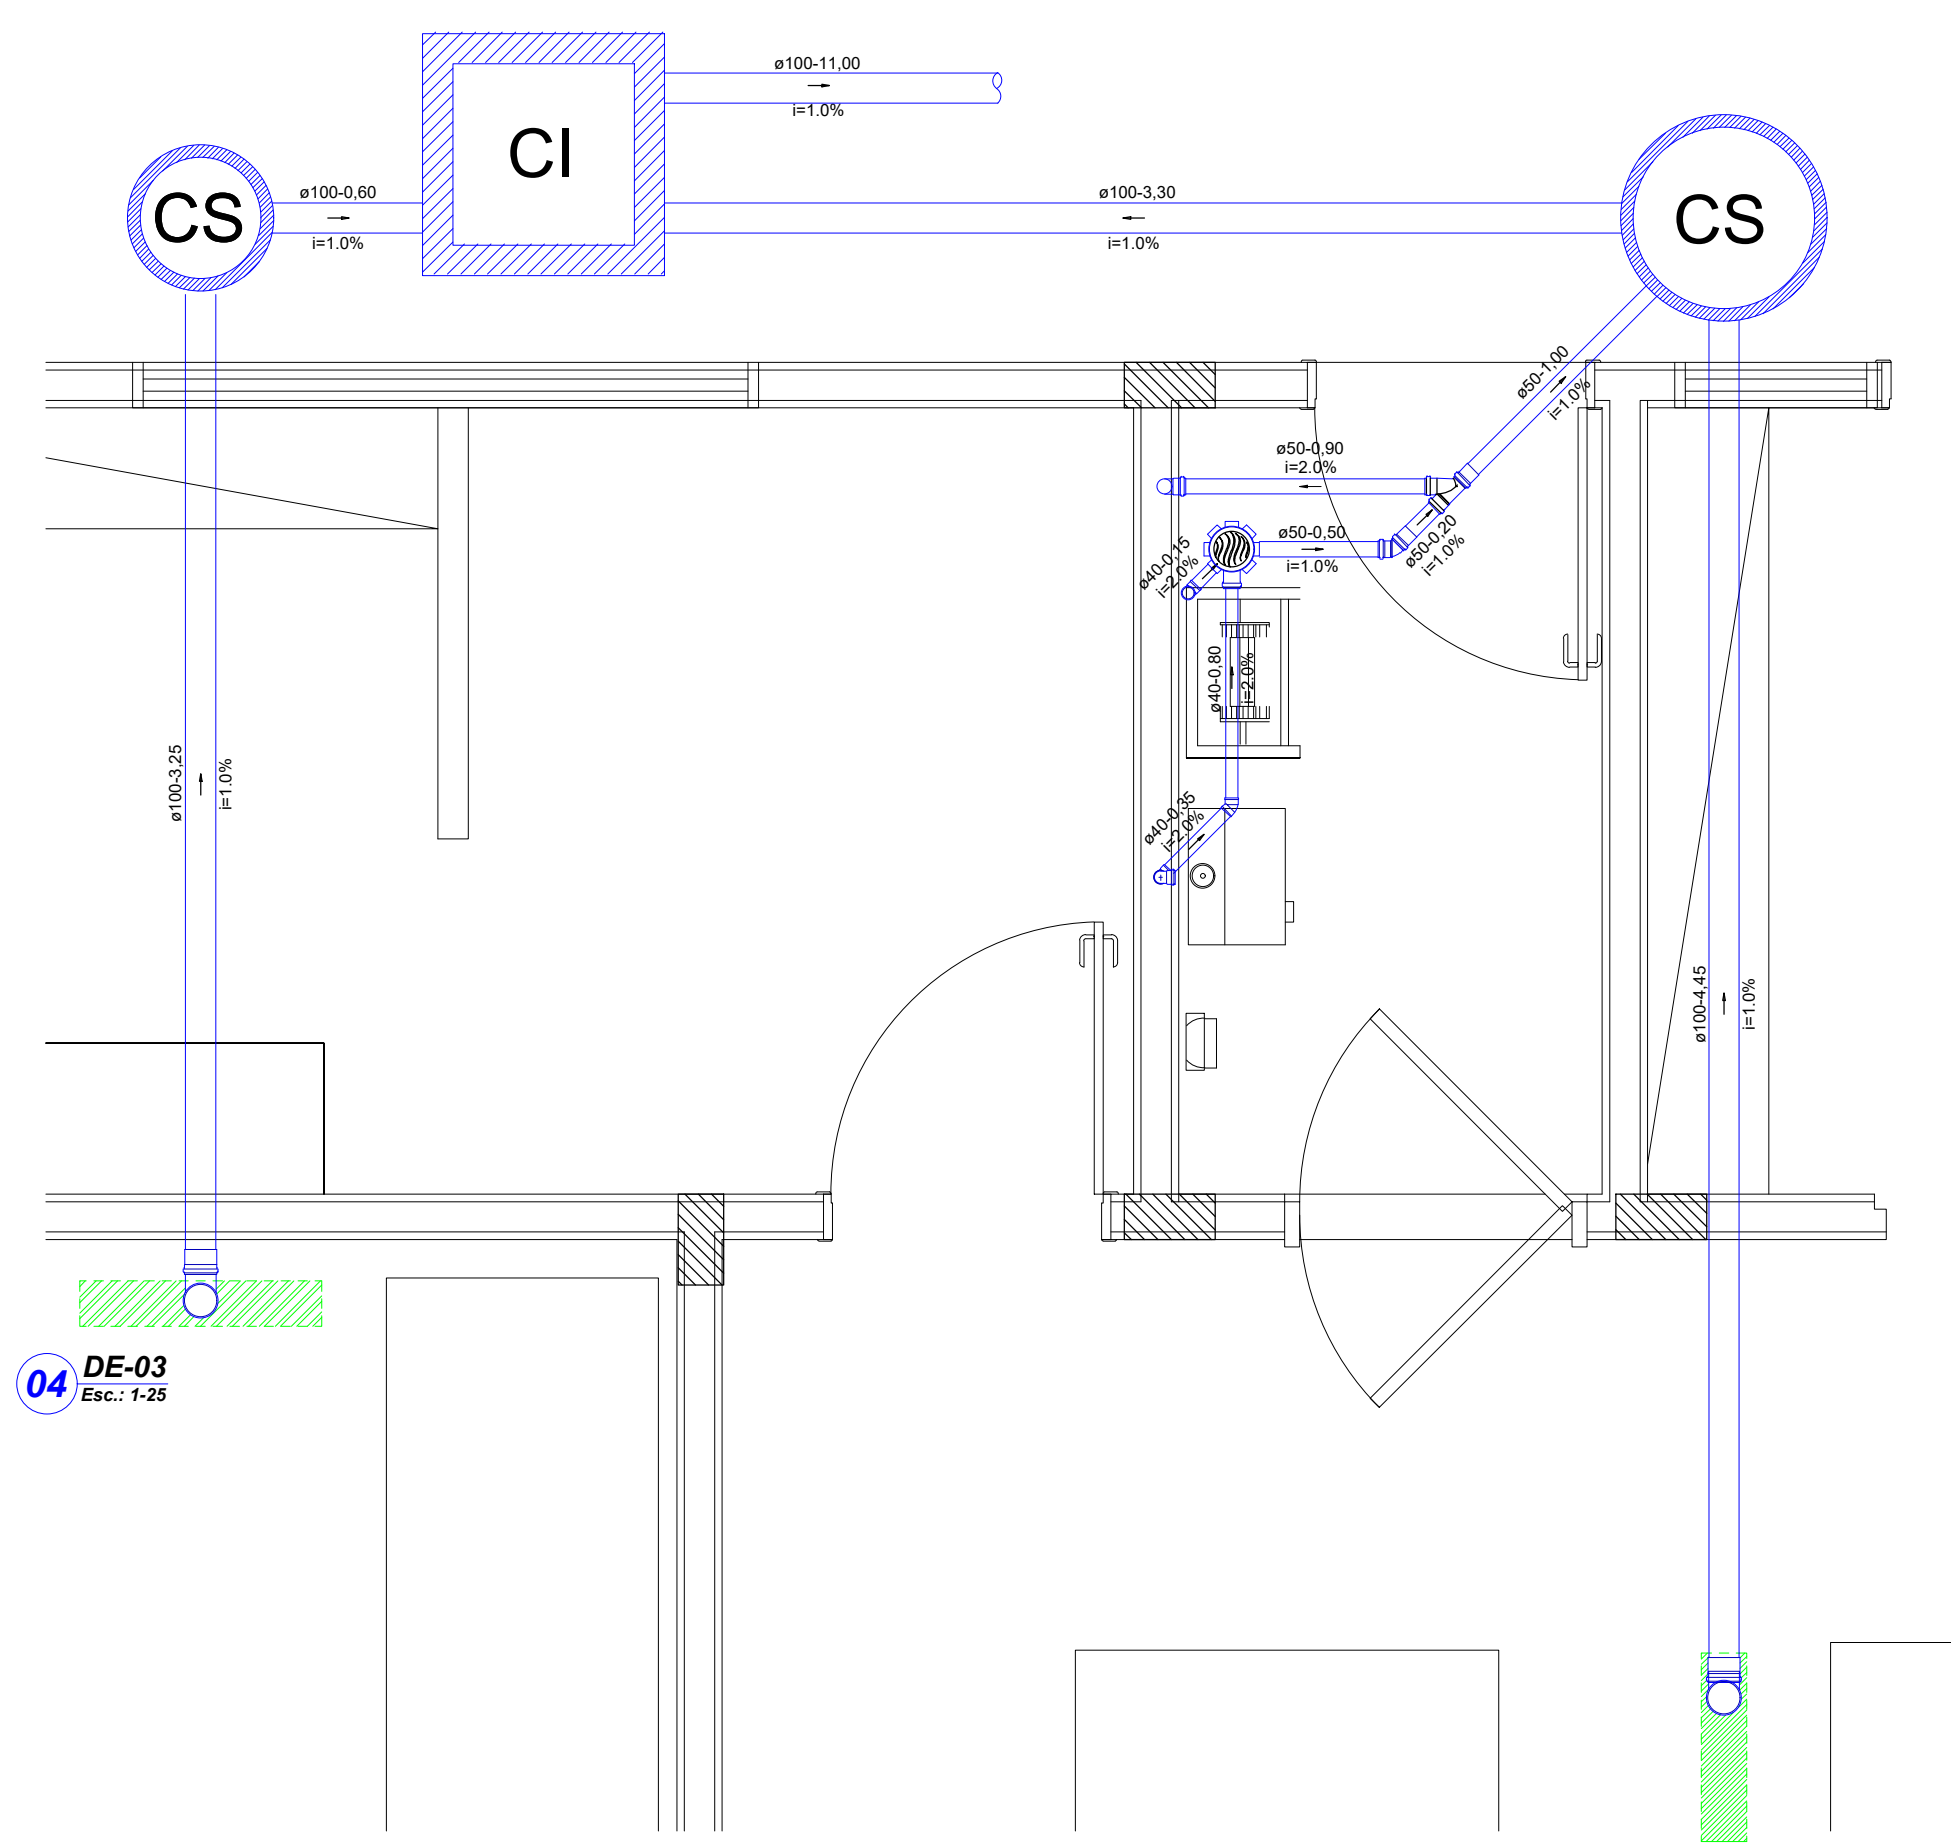 ø100-11,00
i=1.0%
CI
CS
ø100-0,60
i=1.0%
ø100-3,30
i=1.0%
CS
ø50-1,00
i=1.0%
ø50-0,90
i=2.0%
ø50-0,50
i=1.0%
ø50-0,20
i=1.0%
ø40-0,15
i=2.0%
ø40-0,80
i=2.0%
ø40-0,35
i=2.0%
ø100-3,25
i=1.0%
ø100-4,45
i=1.0%
04
DE-03
Esc.: 1-25